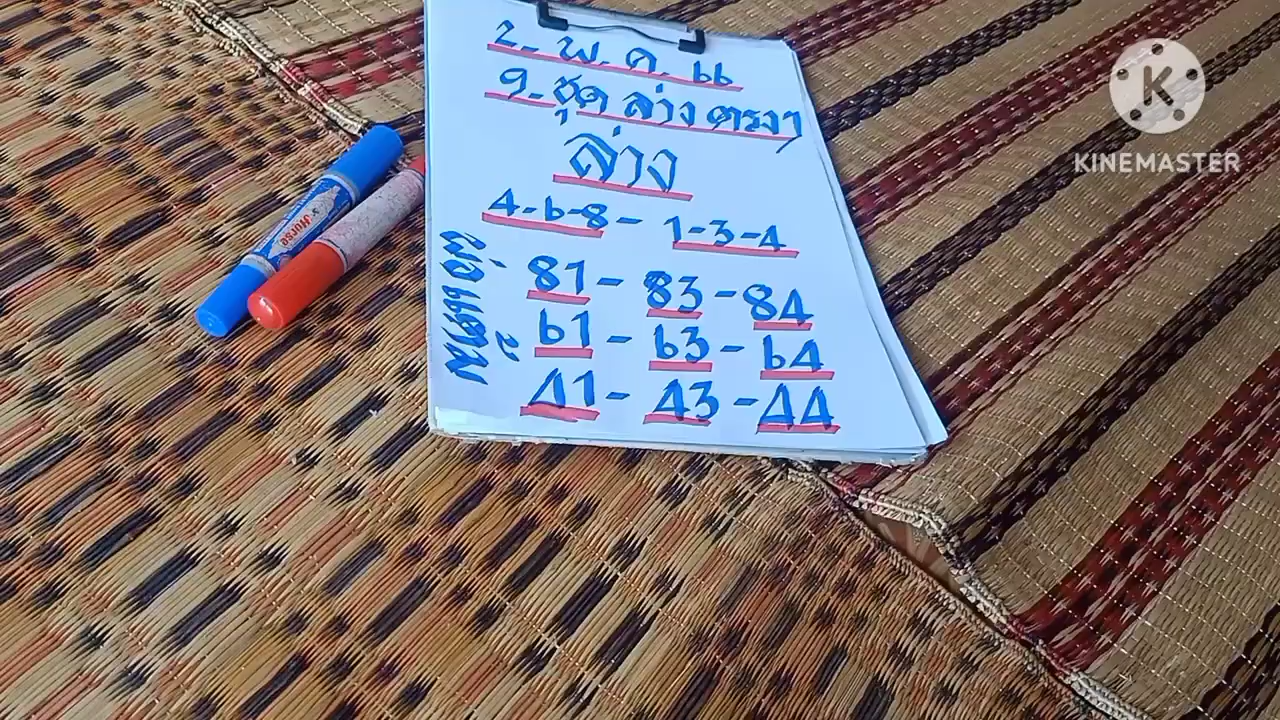 2. พ. ค. 66
9. ชุด ล่าง ตรงๆ
ล่าง
4-6-8- 1-3-4
81- 83 -84
61- 63- 64
41- 43 -44
Horse
K
KINEMASTER